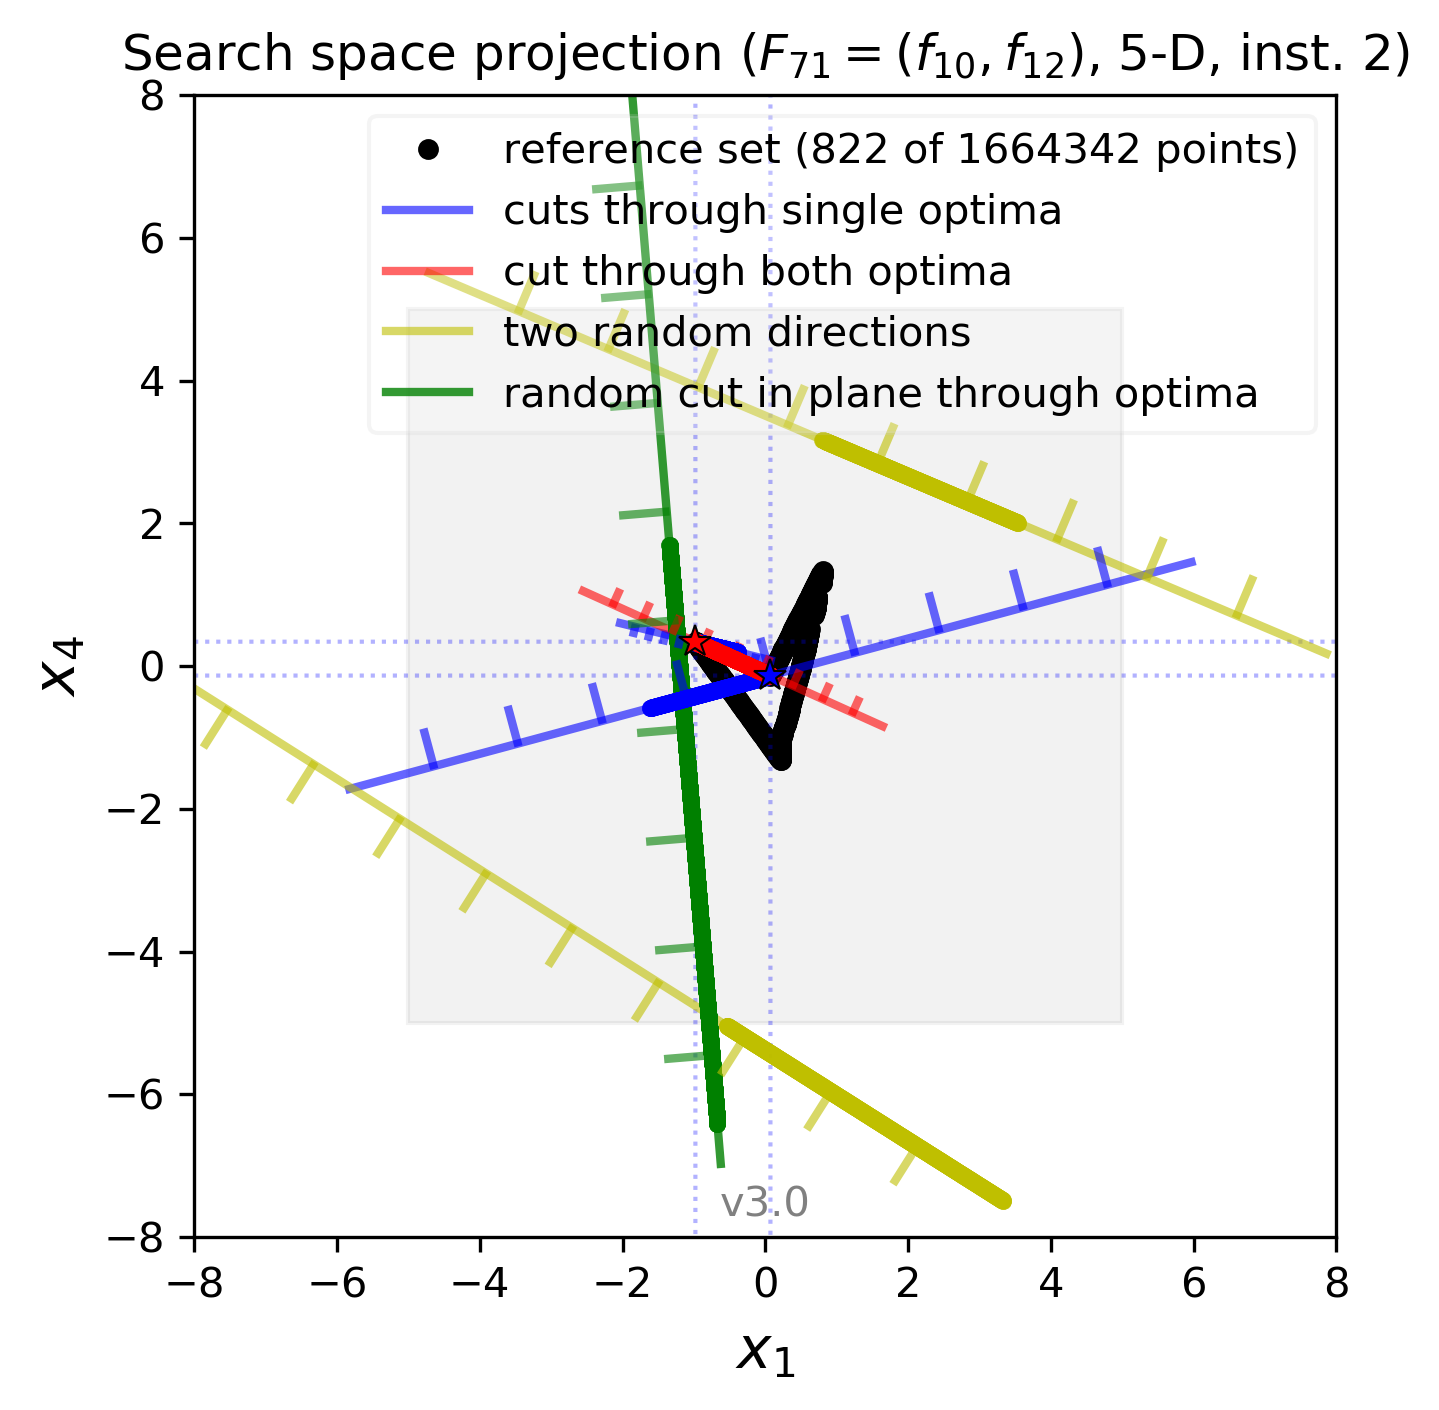 Search space projection (F₇₁ = (f₁₀, f₁₂), 5-D, inst. 2)
reference set (822 of 1664342 points)
cuts through single optima
cut through both optima
two random directions
random cut in plane through optima
8
6
4
2
0
−2
−4
−6
−8
x₄
v3.0
−8 −6 −4 −2 0 2 4 6 8
x₁